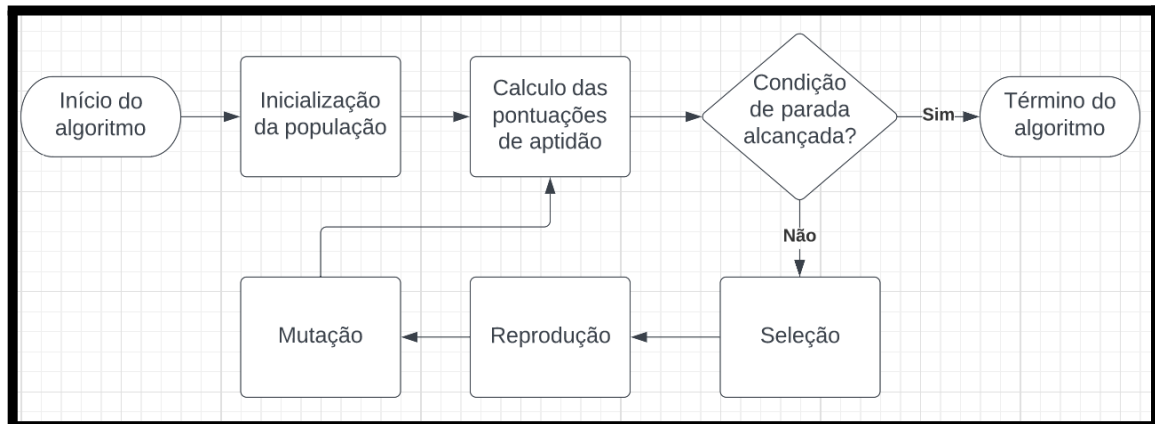 Início do
algoritmo
Inicialização
da população
Calculo das
pontuações
de aptidão
Condição
de parada
alcançada?
Sim
Término do
algoritmo
Não
Mutação
Reprodução
Seleção